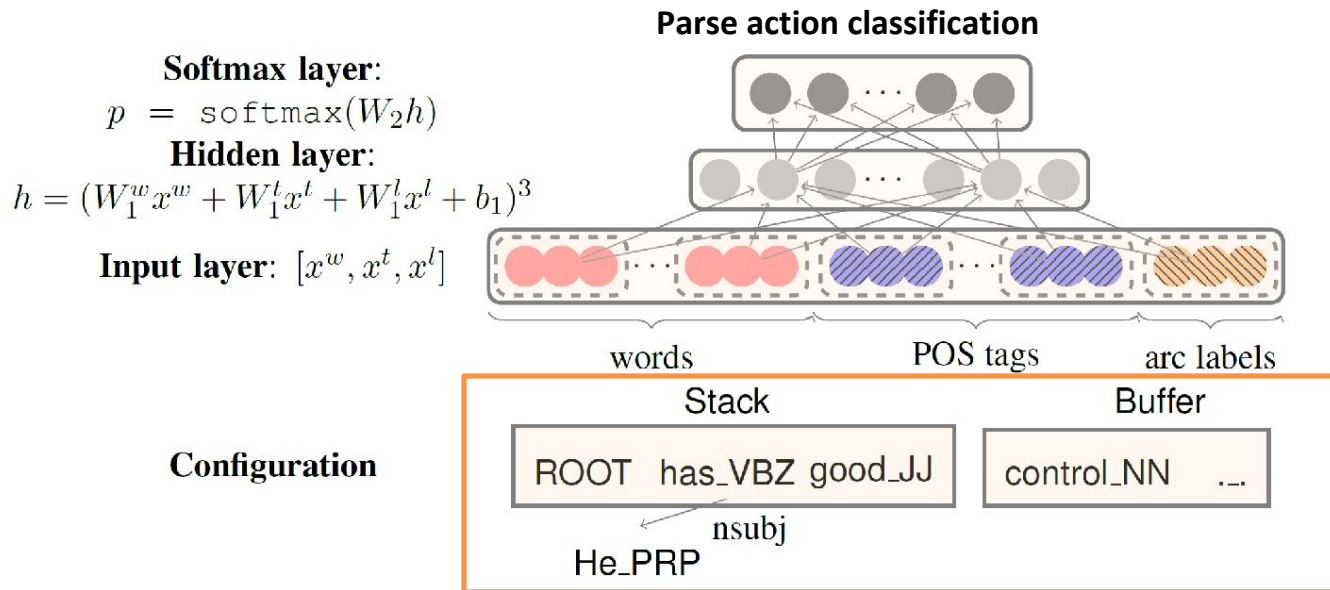 Parse action classification
Softmax layer:
p = softmax(W₂h)
Hidden layer:
h = (W₁ʷxʷ + W₁ᵗxᵗ + W₁ˡxˡ + b₁)³
Input layer: [xʷ, xᵗ, xˡ]
· · ·
· · ·
· · · · · ·
words POS tags arc labels
Stack Buffer
Configuration
ROOT has_VBZ good_JJ control_NN ._.
nsubj
He_PRP